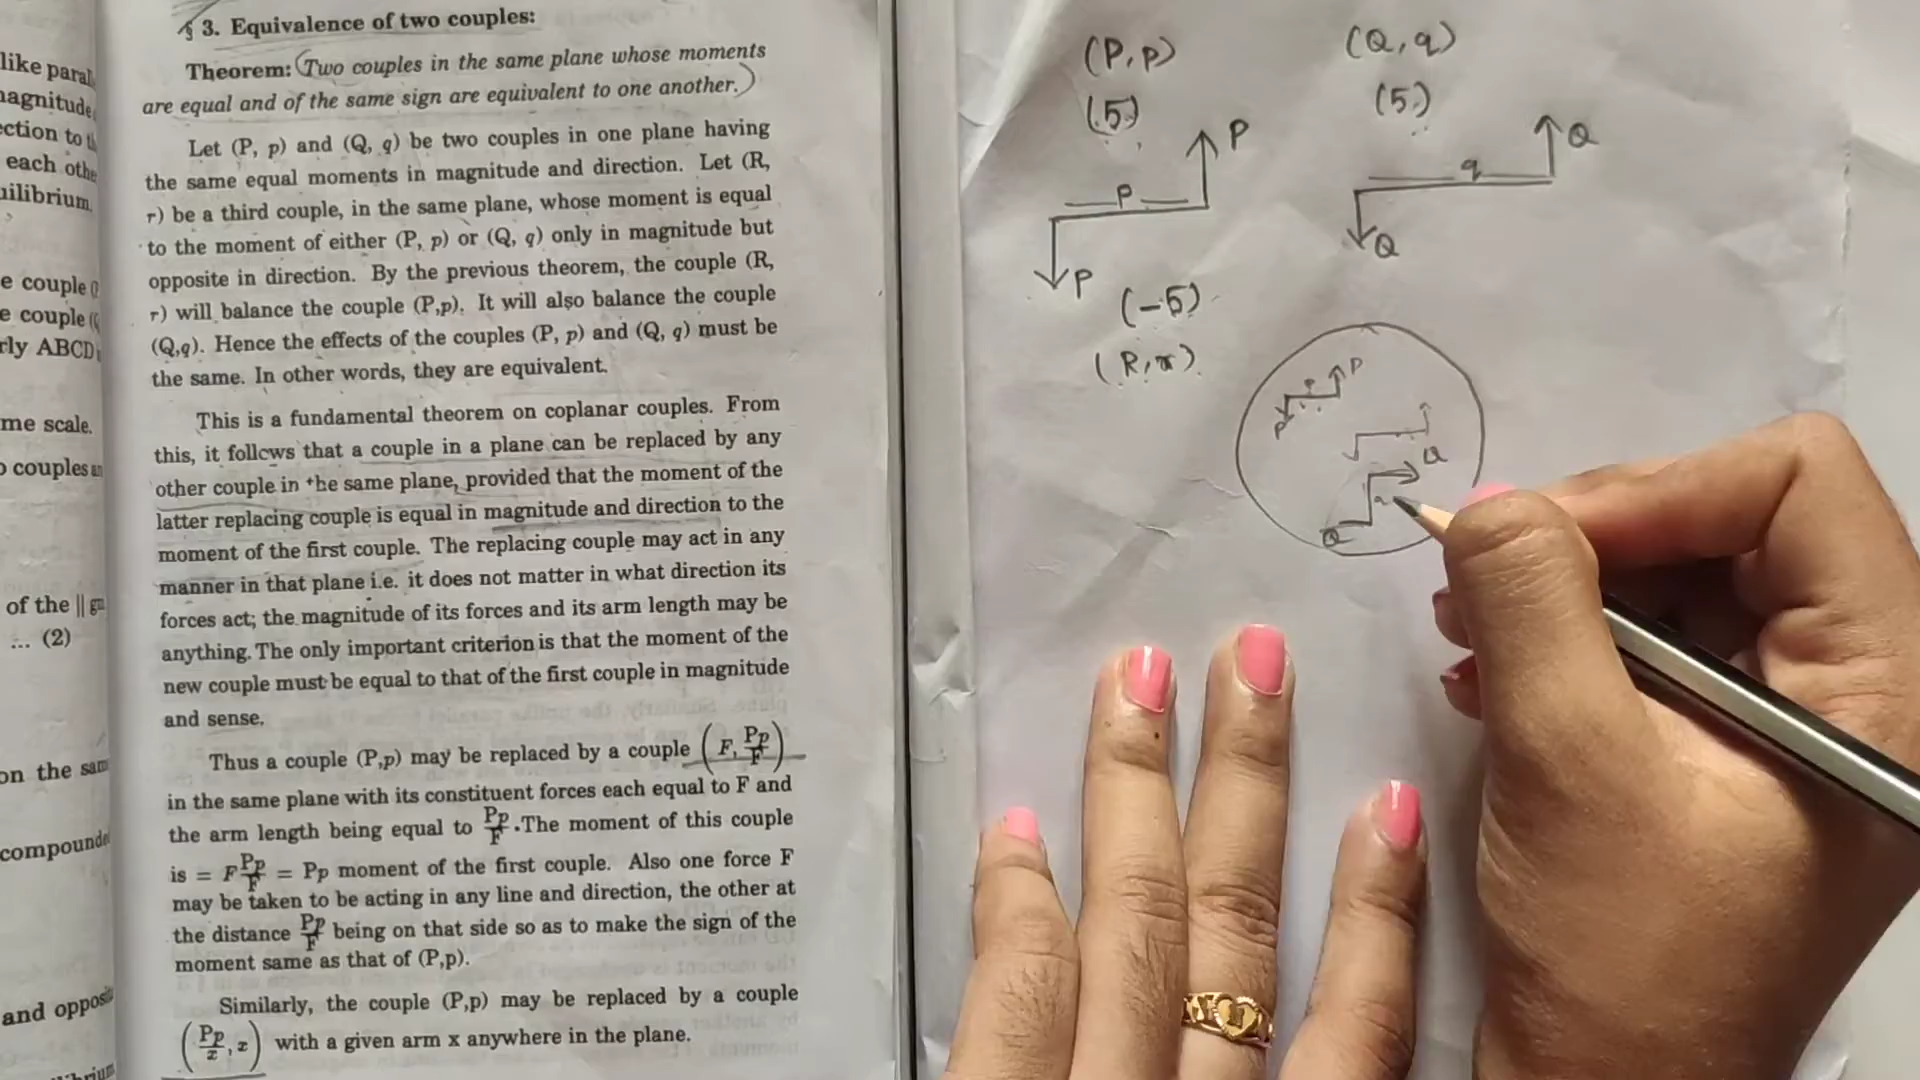 like paral
magnitude
ection to th
each othe
uilibrium.
e couple
e couple
rly ABCD
me scale.
couples an
of the || gm
... (2)
on the sam
compounde
and opposit
§ 3. Equivalence of two couples:
Theorem: (Two couples in the same plane whose moments
are equal and of the same sign are equivalent to one another.)
Let (P, p) and (Q, q) be two couples in one plane having
the same equal moments in magnitude and direction. Let (R,
r) be a third couple, in the same plane, whose moment is equal
to the moment of either (P, p) or (Q, q) only in magnitude but
opposite in direction. By the previous theorem, the couple (R,
r) will balance the couple (P,p). It will also balance the couple
(Q,q). Hence the effects of the couples (P, p) and (Q, q) must be
the same. In other words, they are equivalent.
This is a fundamental theorem on coplanar couples. From
this, it follows that a couple in a plane can be replaced by any
other couple in the same plane, provided that the moment of the
latter replacing couple is equal in magnitude and direction to the
moment of the first couple. The replacing couple may act in any
manner in that plane i.e. it does not matter in what direction its
forces act; the magnitude of its forces and its arm length may be
anything. The only important criterion is that the moment of the
new couple must be equal to that of the first couple in magnitude
and sense.
Thus a couple (P,p) may be replaced by a couple (F, Pp/F)
in the same plane with its constituent forces each equal to F and
the arm length being equal to Pp/F .The moment of this couple
is = F Pp/F = Pp moment of the first couple. Also one force F
may be taken to be acting in any line and direction, the other at
the distance Pp/F being on that side so as to make the sign of the
moment same as that of (P,p).
Similarly, the couple (P,p) may be replaced by a couple
(Pp/x, x) with a given arm x anywhere in the plane.
(P, p)
(5)
P
p
P
(Q, q)
(5)
Q
q
Q
(-5)
(R, r)
P
P
P
Q
Q